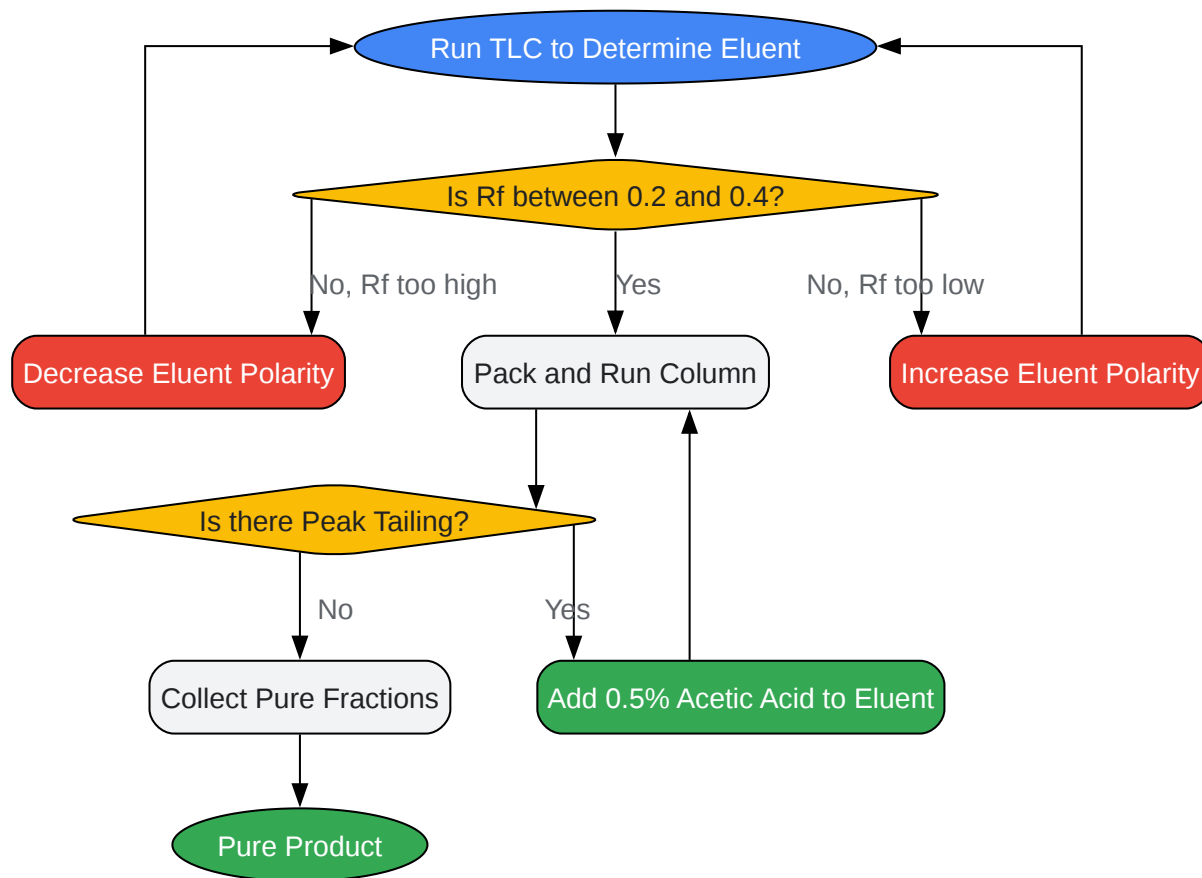 Run TLC to Determine Eluent
Is Rf between 0.2 and 0.4?
No, Rf too high
Yes
No, Rf too low
Decrease Eluent Polarity
Pack and Run Column
Increase Eluent Polarity
Is there Peak Tailing?
No
Yes
Collect Pure Fractions
Add 0.5% Acetic Acid to Eluent
Pure Product